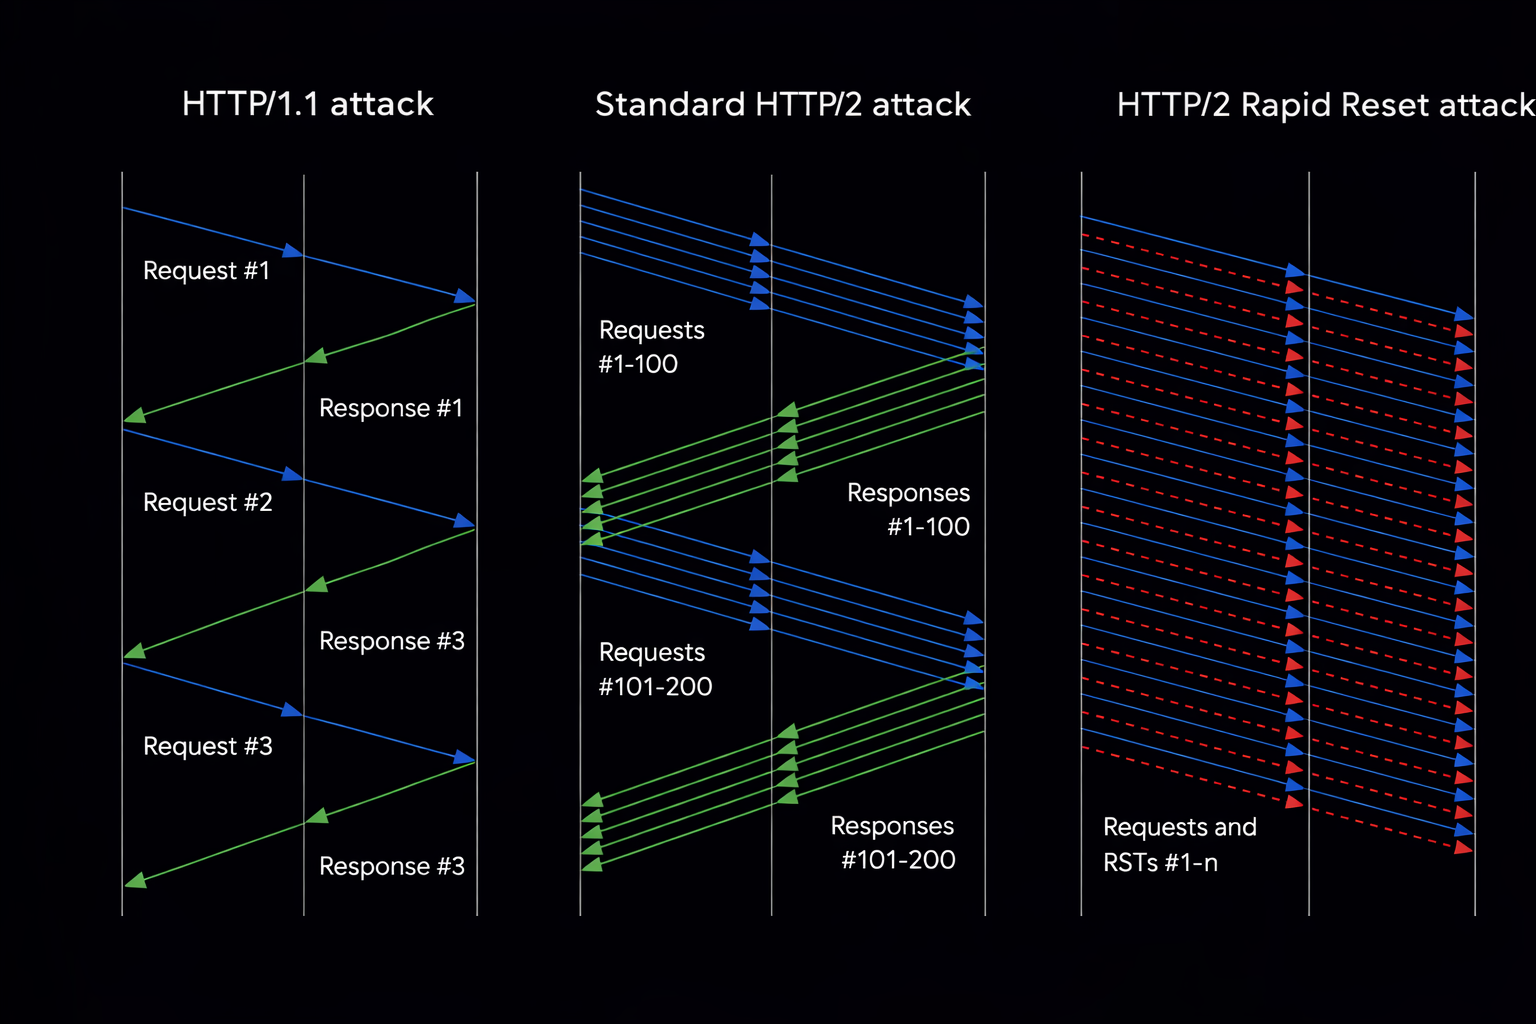 HTTP/1.1 attack
Request #1
Response #1
Request #2
Response #3
Request #3
Response #3
Standard HTTP/2 attack
Requests
#1-100
Responses
#1-100
Requests
#101-200
Responses
#101-200
HTTP/2 Rapid Reset attack
Requests and
RSTs #1-n